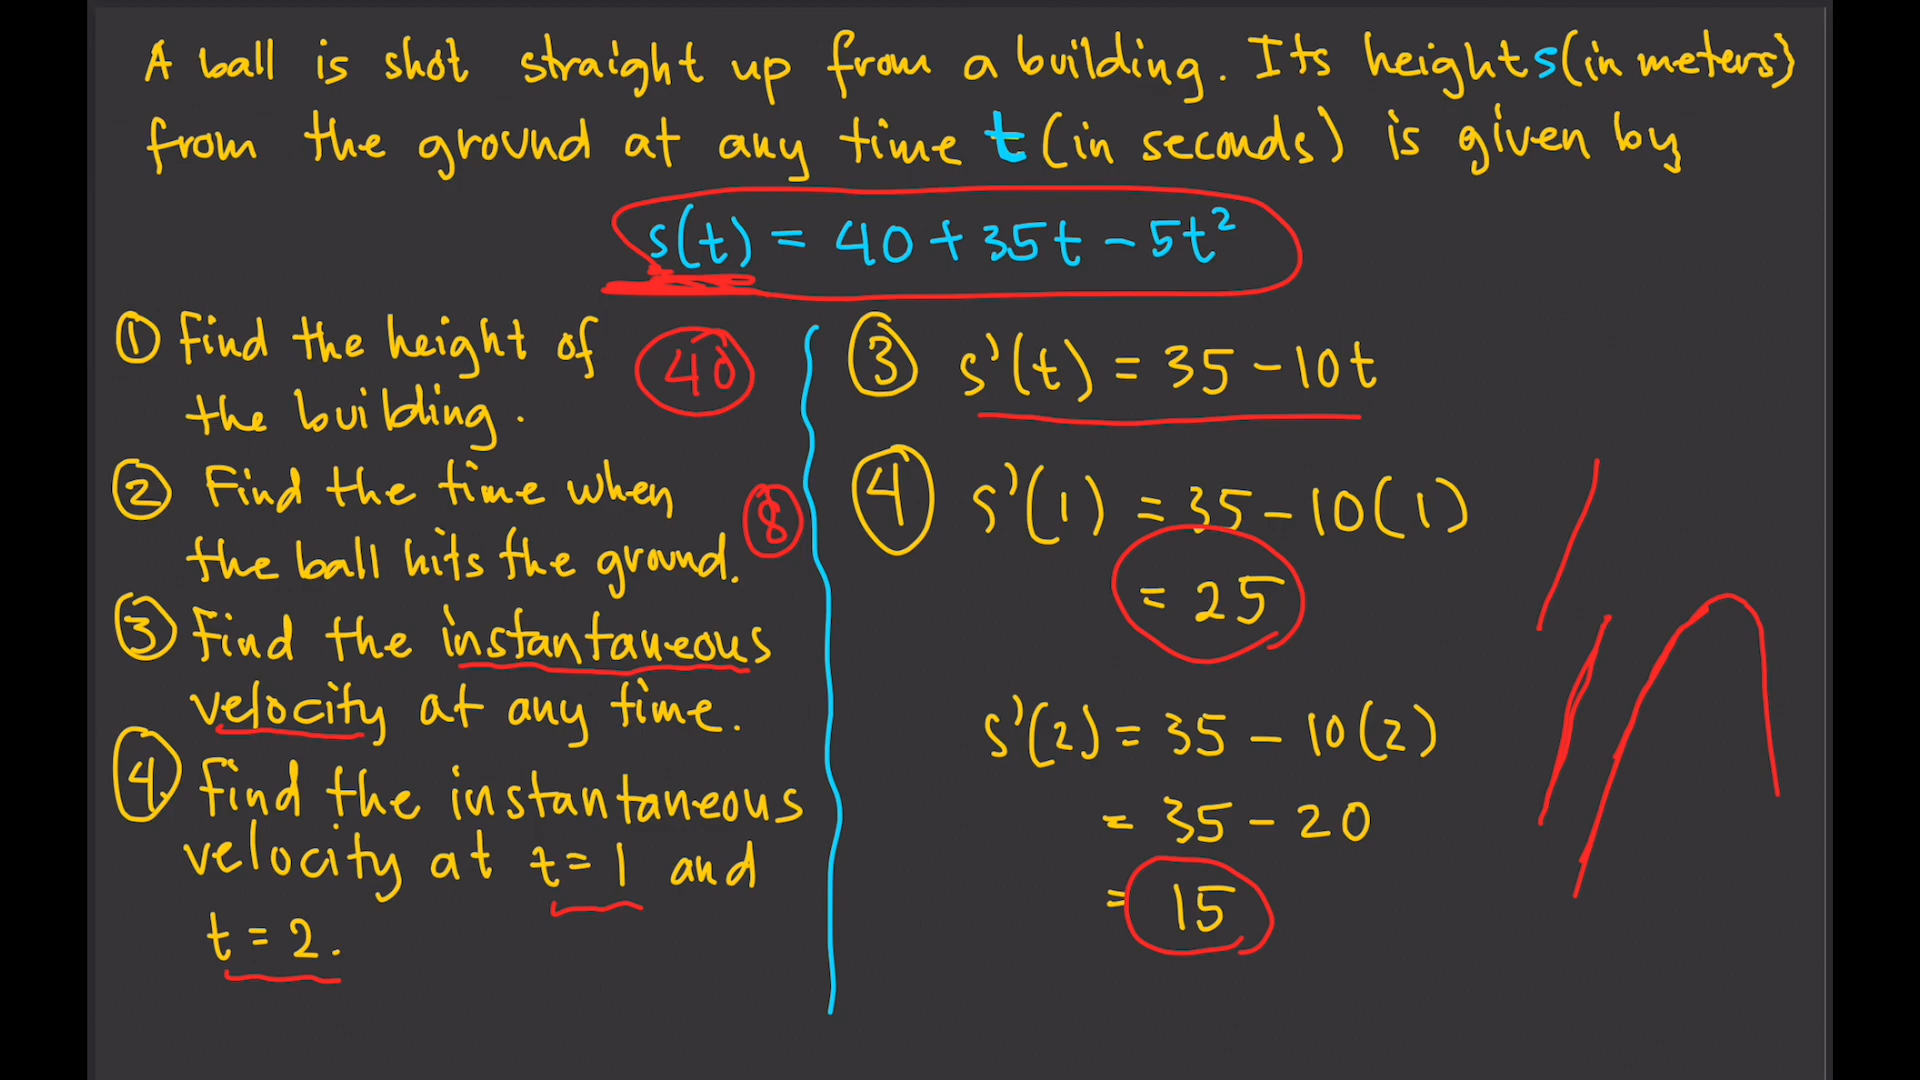 A ball is shot straight up from a building. Its height s (in meters)
from the ground at any time t (in seconds) is given by
s(t) = 40 + 35t - 5t²
① Find the height of
the building.
40
② Find the time when
the ball hits the ground.
8
③ Find the instantaneous
velocity at any time.
④ Find the instantaneous
velocity at t = 1 and
t = 2.
③ s'(t) = 35 - 10t
④ s'(1) = 35 - 10(1)
= 25
s'(2) = 35 - 10(2)
= 35 - 20
= 15